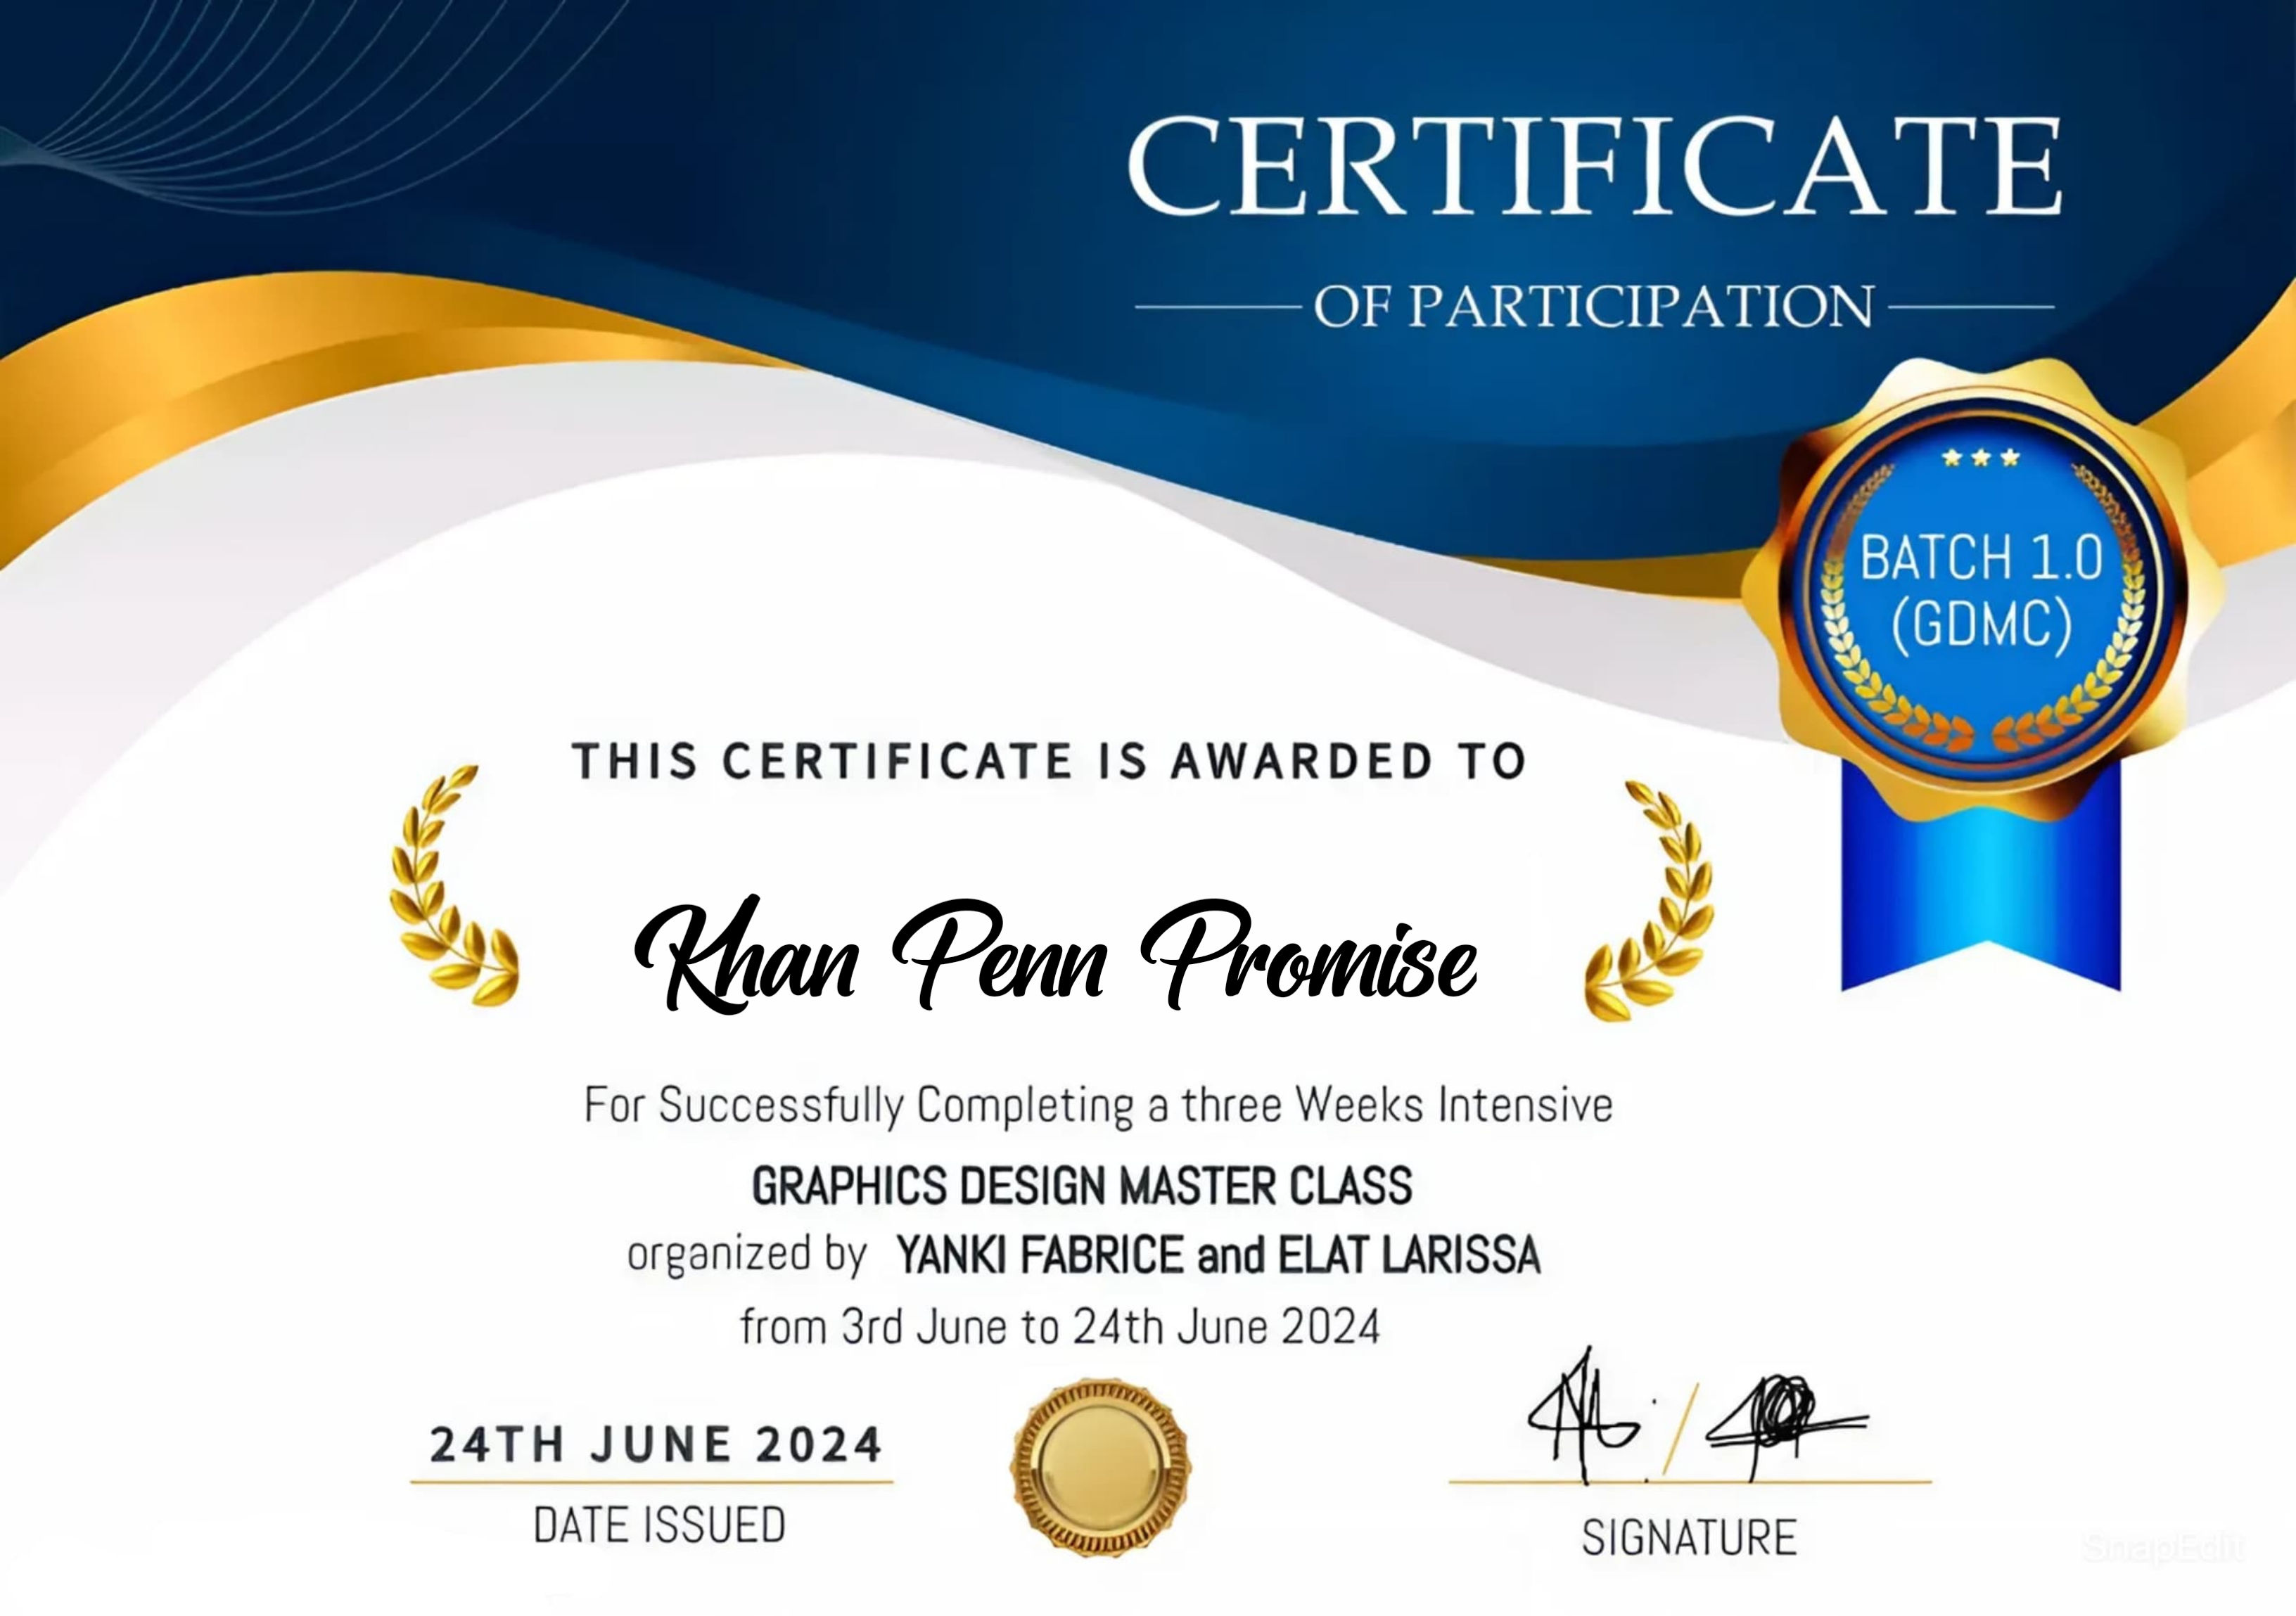 CERTIFICATE
OF PARTICIPATION
BATCH 1.0
(GDMC)
THIS CERTIFICATE IS AWARDED TO
Khan Penn Promise
For Successfully Completing a three Weeks Intensive
GRAPHICS DESIGN MASTER CLASS
organized by YANKI FABRICE and ELAT LARISSA
from 3rd June to 24th June 2024
24TH JUNE 2024
DATE ISSUED
SIGNATURE
SnapEdit